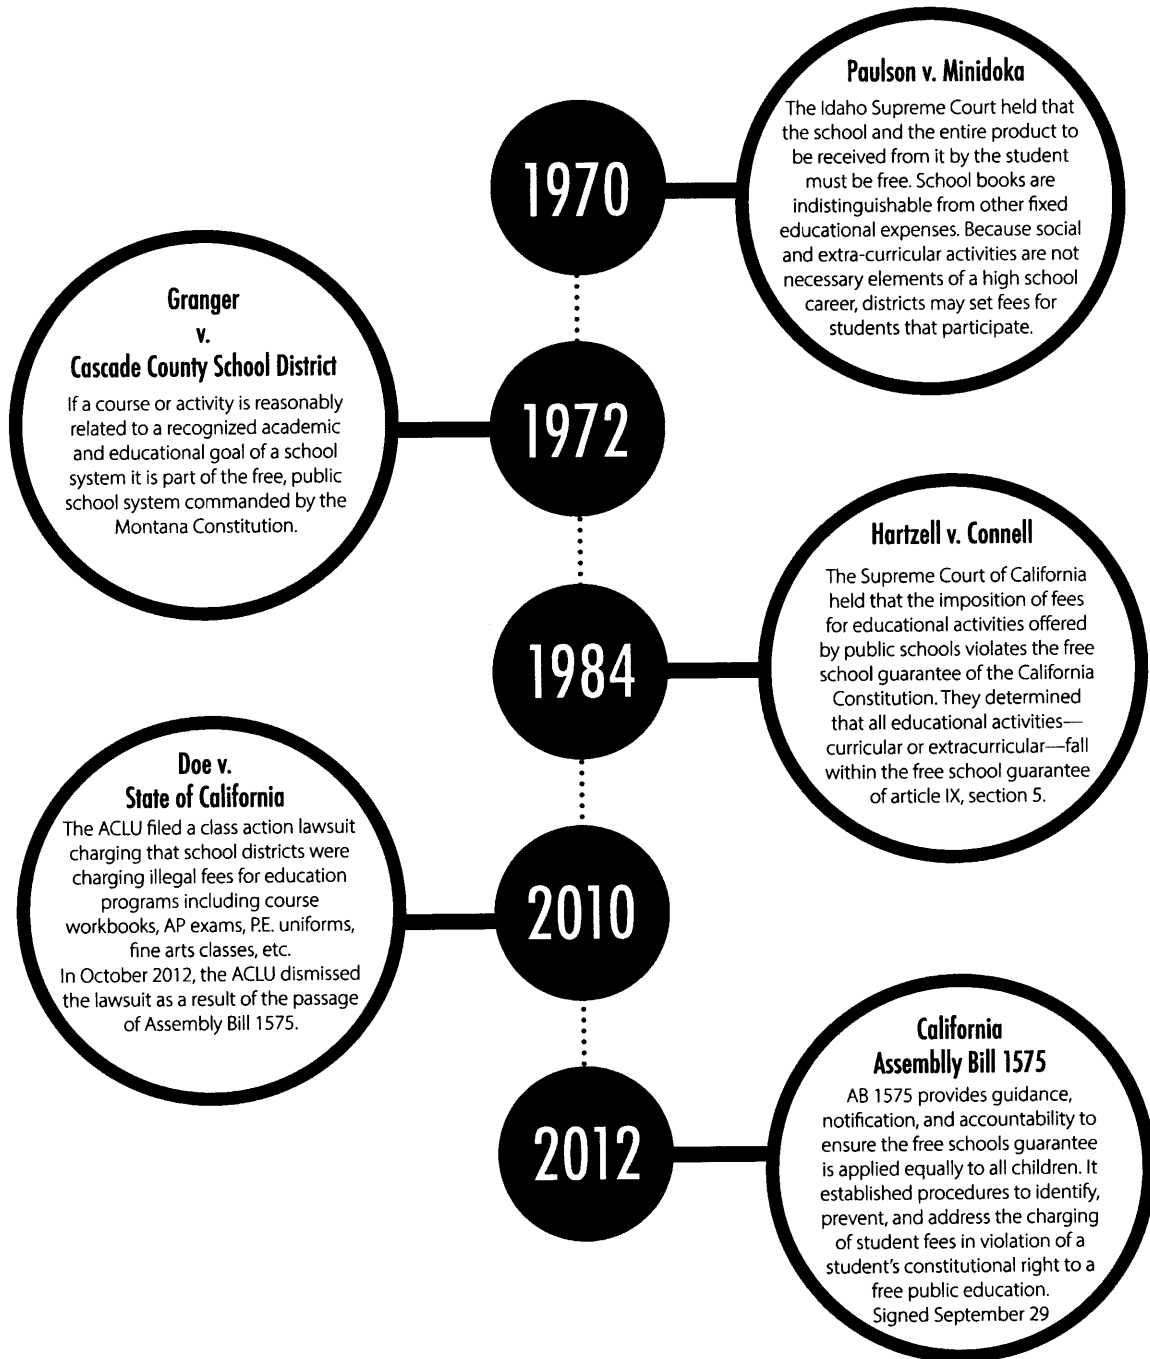 Paulson v. Minidoka
The Idaho Supreme Court held that
the school and the entire product to
be received from it by the student
must be free. School books are
indistinguishable from other fixed
educational expenses. Because social
and extra-curricular activities are not
necessary elements of a high school
career, districts may set fees for
students that participate.
1970
Granger
v.
Cascade County School District
If a course or activity is reasonably
related to a recognized academic
and educational goal of a school
system it is part of the free, public
school system commanded by the
Montana Constitution.
1972
Hartzell v. Connell
The Supreme Court of California
held that the imposition of fees
for educational activities offered
by public schools violates the free
school guarantee of the California
Constitution. They determined
that all educational activities—
curricular or extracurricular—fall
within the free school guarantee
of article IX, section 5.
1984
Doe v.
State of California
The ACLU filed a class action lawsuit
charging that school districts were
charging illegal fees for education
programs including course
workbooks, AP exams, P.E. uniforms,
fine arts classes, etc.
In October 2012, the ACLU dismissed
the lawsuit as a result of the passage
of Assembly Bill 1575.
2010
California
Assemblly Bill 1575
AB 1575 provides guidance,
notification, and accountability to
ensure the free schools guarantee
is applied equally to all children. It
established procedures to identify,
prevent, and address the charging
of student fees in violation of a
student's constitutional right to a
free public education.
Signed September 29
2012